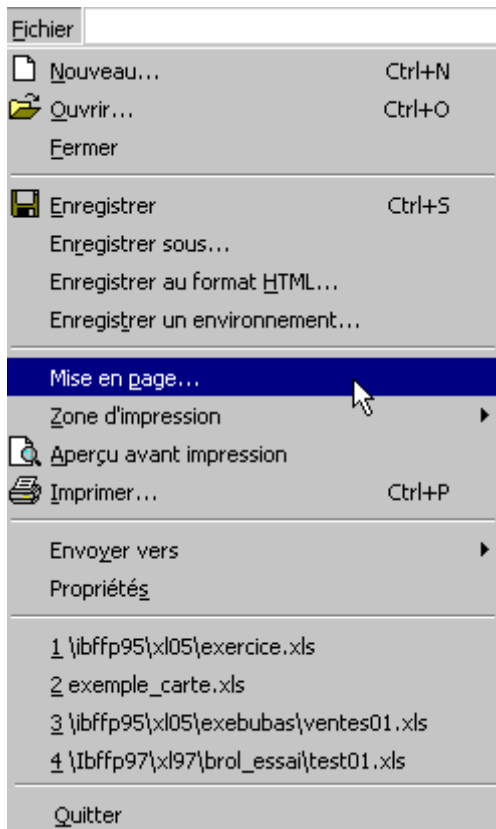 Fichier
Nouveau... Ctrl+N
Ouvrir... Ctrl+O
Fermer
Enregistrer Ctrl+S
Enregistrer sous...
Enregistrer au format HTML...
Enregistrer un environnement...
Mise en page...
Zone d'impression
Aperçu avant impression
Imprimer... Ctrl+P
Envoyer vers
Propriétés
1 \ibffp95\xl05\exercice.xls
2 exemple_carte.xls
3 \ibffp95\xl05\exebubas\ventes01.xls
4 \Ibffp97\xl97\brol_essai\test01.xls
Quitter